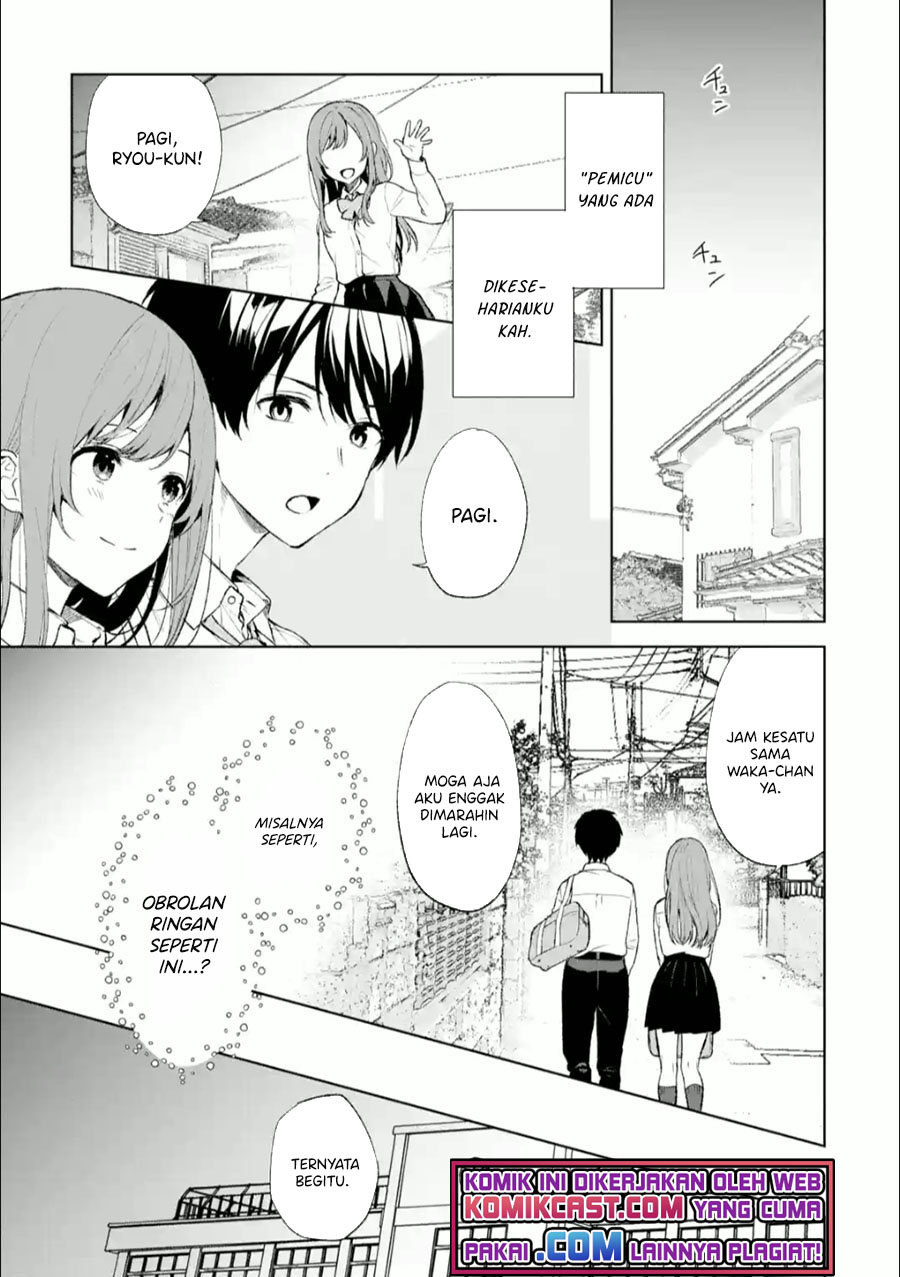 チュン
チュン
"PEMICU"
YANG ADA
DIKESE-
HARIANKU
KAH.
PAGI,
RYOU-KUN!
PAGI.
JAM KESATU
SAMA
WAKA-CHAN
YA.
MOGA AJA
AKU ENGGAK
DIMARAHIN
LAGI.
MISALNYA
SEPERTI,
OBROLAN
RINGAN
SEPERTI
INI...?
TERNYATA
BEGITU.
KOMIK INI DIKERJAKAN OLEH WEB
KOMIKCAST.COM YANG CUMA
PAKAI .COM LAINNYA PLAGIAT!